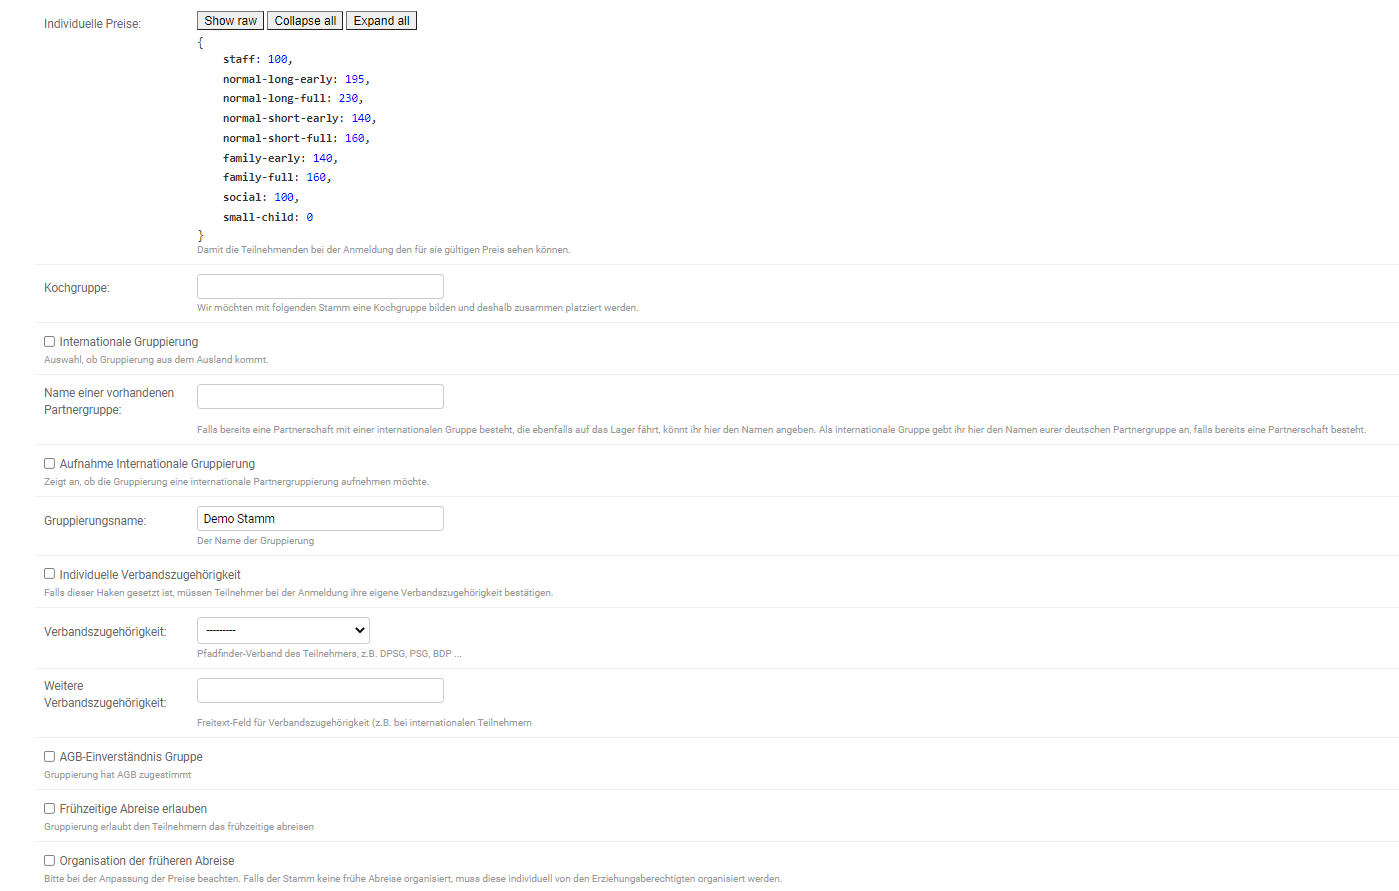 Individuelle Preise:
Show raw Collapse all Expand all
{
staff: 100,
normal-long-early: 195,
normal-long-full: 230,
normal-short-early: 140,
normal-short-full: 160,
family-early: 140,
family-full: 160,
social: 100,
small-child: 0
}
Damit die Teilnehmenden bei der Anmeldung den für sie gültigen Preis sehen können.
Kochgruppe:
Wir möchten mit folgenden Stamm eine Kochgruppe bilden und deshalb zusammen platziert werden.
Internationale Gruppierung
Auswahl, ob Gruppierung aus dem Ausland kommt.
Name einer vorhandenen
Partnergruppe:
Falls bereits eine Partnerschaft mit einer internationalen Gruppe besteht, die ebenfalls auf das Lager fährt, könnt ihr hier den Namen angeben. Als internationale Gruppe gebt ihr hier den Namen eurer deutschen Partnergruppe an, falls bereits eine Partnerschaft besteht.
Aufnahme Internationale Gruppierung
Zeigt an, ob die Gruppierung eine internationale Partnergruppierung aufnehmen möchte.
Gruppierungsname:
Demo Stamm
Der Name der Gruppierung
Individuelle Verbandszugehörigkeit
Falls dieser Haken gesetzt ist, müssen Teilnehmer bei der Anmeldung ihre eigene Verbandszugehörigkeit bestätigen.
Verbandszugehörigkeit:
---------
Pfadfinder-Verband des Teilnehmers, z.B. DPSG, PSG, BDP ...
Weitere
Verbandszugehörigkeit:
Freitext-Feld für Verbandszugehörigkeit (z.B. bei internationalen Teilnehmern
AGB-Einverständnis Gruppe
Gruppierung hat AGB zugestimmt
Frühzeitige Abreise erlauben
Gruppierung erlaubt den Teilnehmern das frühzeitige abreisen
Organisation der früheren Abreise
Bitte bei der Anpassung der Preise beachten. Falls der Stamm keine frühe Abreise organisiert, muss diese individuell von den Erziehungsberechtigten organisiert werden.